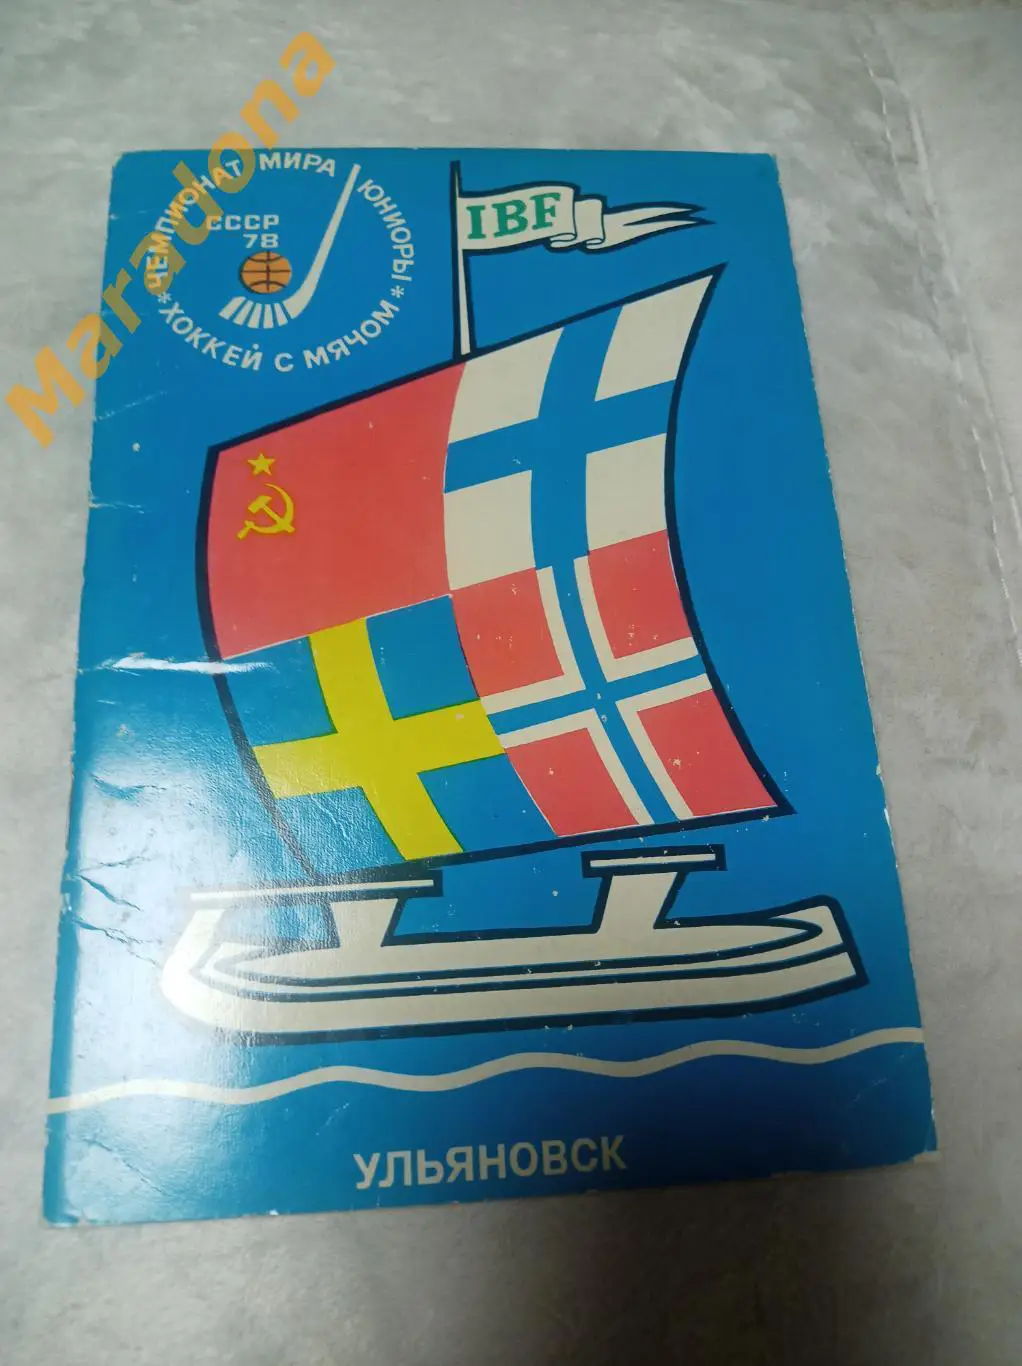 Maradona
ЧЕМПИОНАТ МИРА ЮНИОРЫ
* ХОККЕЙ С МЯЧОМ *
СССР
78
IBF
УЛЬЯНОВСК